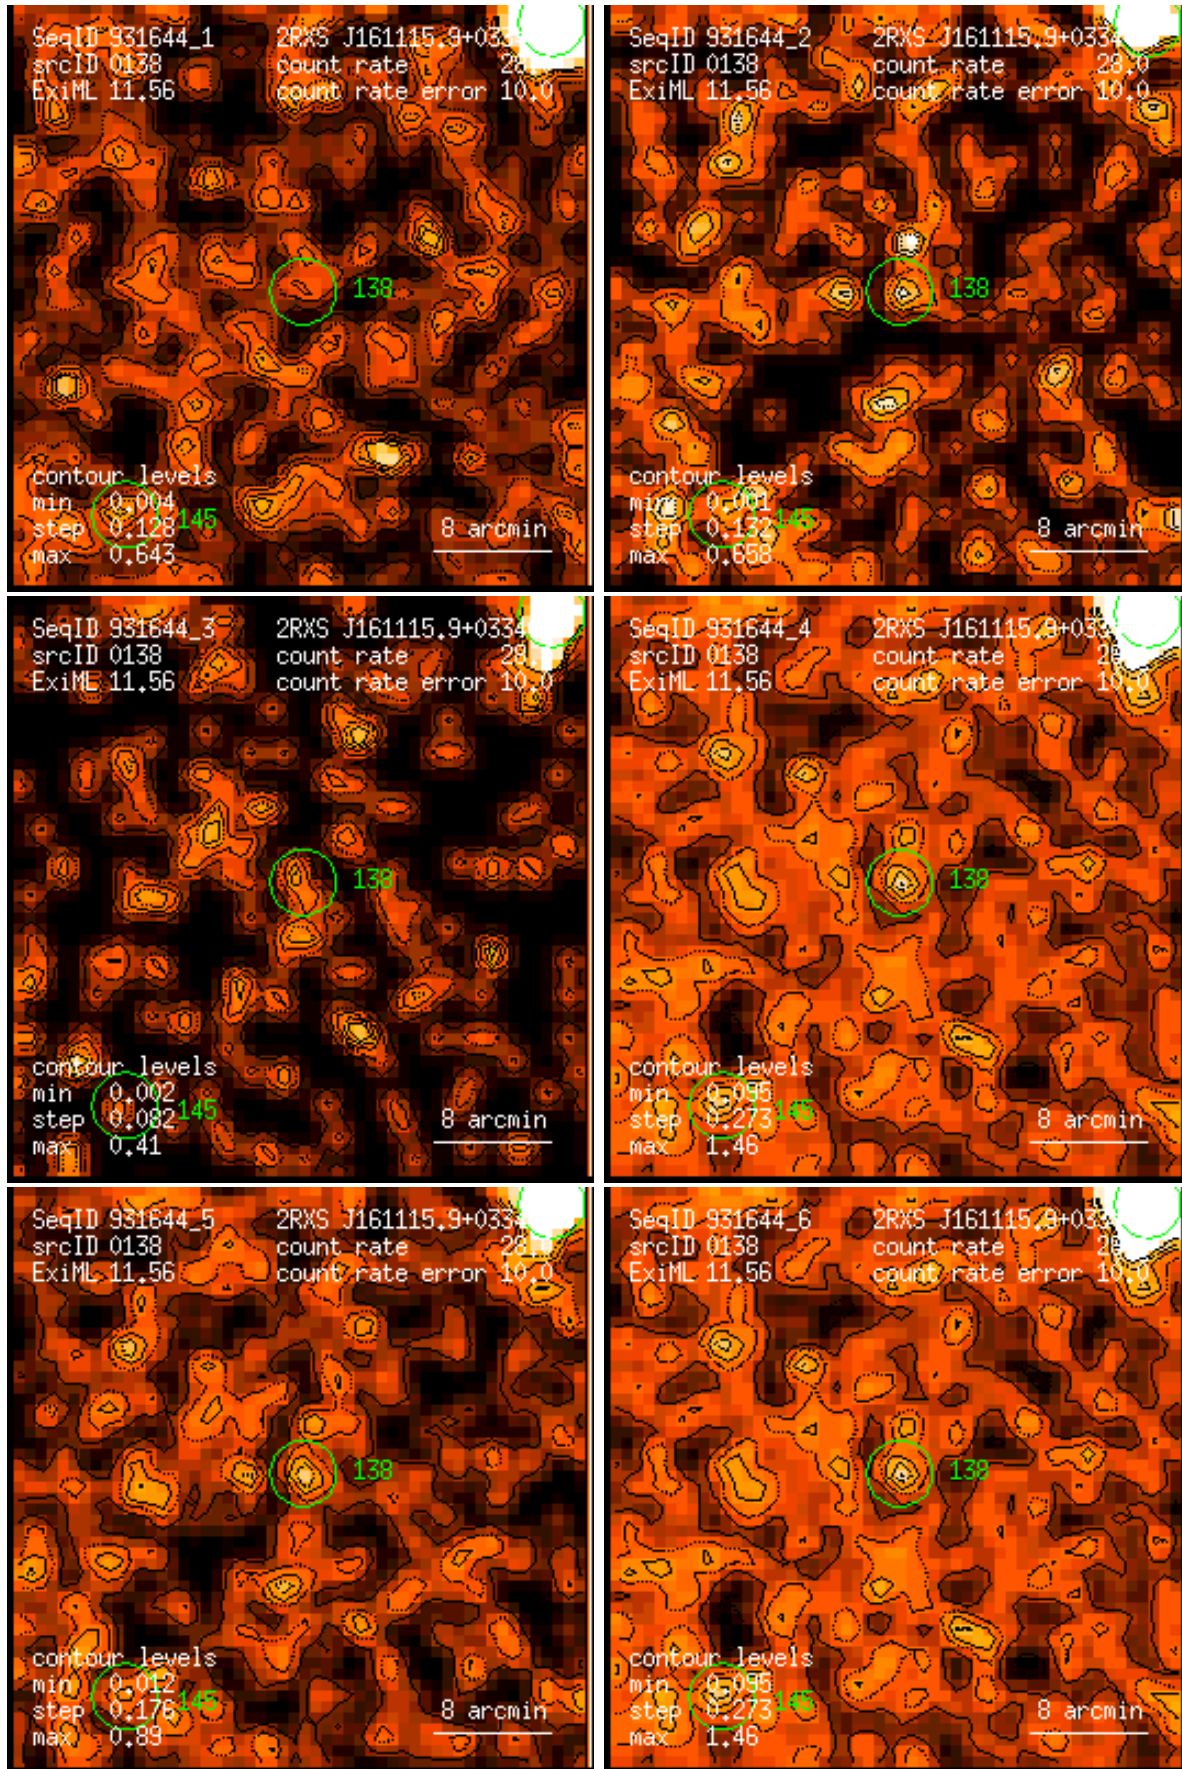 SeqID 931644_1 2RXS J161115.9+033
srcID 0138 count rate
ExiML 11.56 count rate error 10.0
138
contour levels
min 0.004
step 0.128 145 8 arcmin
max 0.643
SeqID 931644_2 2RXS J161115.9+0334
srcID 0138 count rate 28.0
ExiML 11.56 count rate error 10.0
138
contour levels
min 0.001
step 0.132 145 8 arcmin
max 0.658
SeqID 931644_3 2RXS J161115.9+0334
srcID 0138 count rate
ExiML 11.56 count rate error 10.0
138
contour levels
min 0.002
step 0.082 145 8 arcmin
max 0.41
SeqID 931644_4 2RXS J161115.9+033
srcID 0138 count rate
ExiML 11.56 count rate error 10.0
138
contour levels
min 0.095
step 0.273 145 8 arcmin
max 1.46
SeqID 931644_5 2RXS J161115.9+0334
srcID 0138 count rate 28.0
ExiML 11.56 count rate error 10.0
138
contour levels
min 0.012
step 0.176 145 8 arcmin
max 0.89
SeqID 931644_6 2RXS J161115.9+033
srcID 0138 count rate
ExiML 11.56 count rate error 10.0
138
contour levels
min 0.095
step 0.273 145 8 arcmin
max 1.46